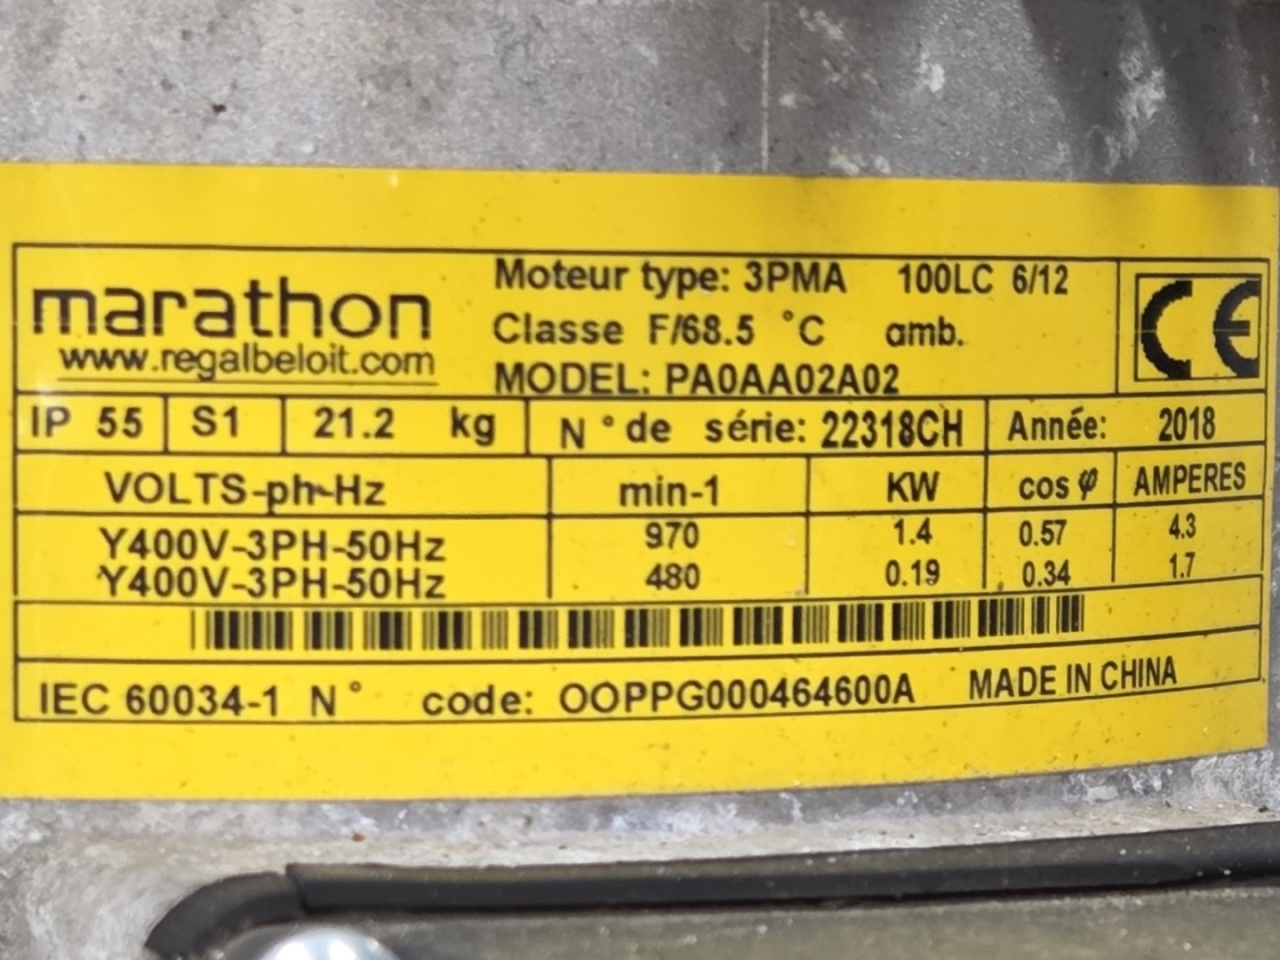 marathon
www.regalbeloit.com
Moteur type: 3PMA 100LC 6/12
Classe F/68.5 °C amb.
MODEL: PA0AA02A02
CE
IP 55 S1 21.2 kg N° de série: 22318CH Année: 2018
VOLTS-ph-Hz min-1 KW cos φ AMPERES
Y400V-3PH-50Hz 970 1.4 0.57 4.3
Y400V-3PH-50Hz 480 0.19 0.34 1.7
IEC 60034-1 N° code: OOPPG000464600A MADE IN CHINA